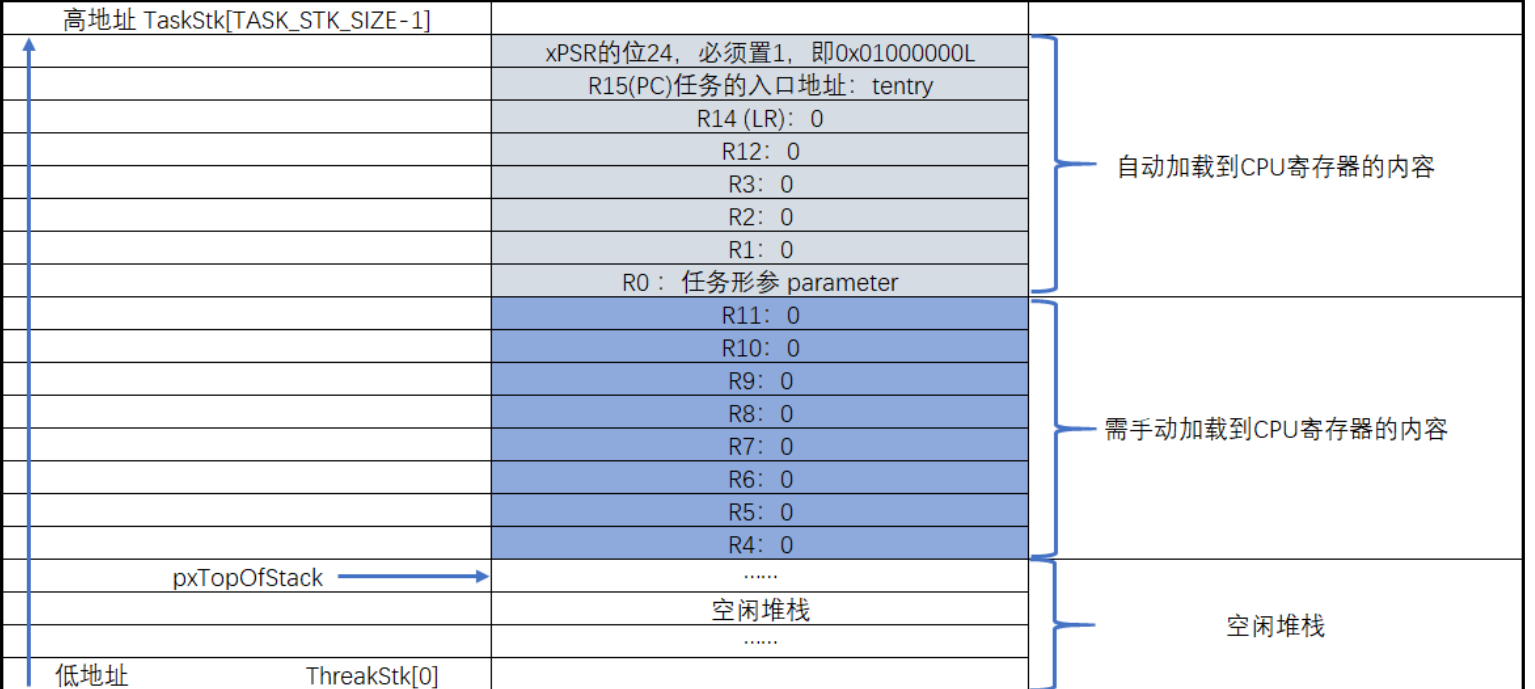 高地址 TaskStk[TASK_STK_SIZE-1]
xPSR的位24，必须置1，即0x01000000L
R15(PC)任务的入口地址：tentry
R14 (LR)：0
R12：0
R3：0
R2：0
R1：0
R0 ：任务形参 parameter
自动加载到CPU寄存器的内容
R11：0
R10：0
R9：0
R8：0
R7：0
R6：0
R5：0
R4：0
需手动加载到CPU寄存器的内容
pxTopOfStack
……
空闲堆栈
……
空闲堆栈
低地址 ThreakStk[0]